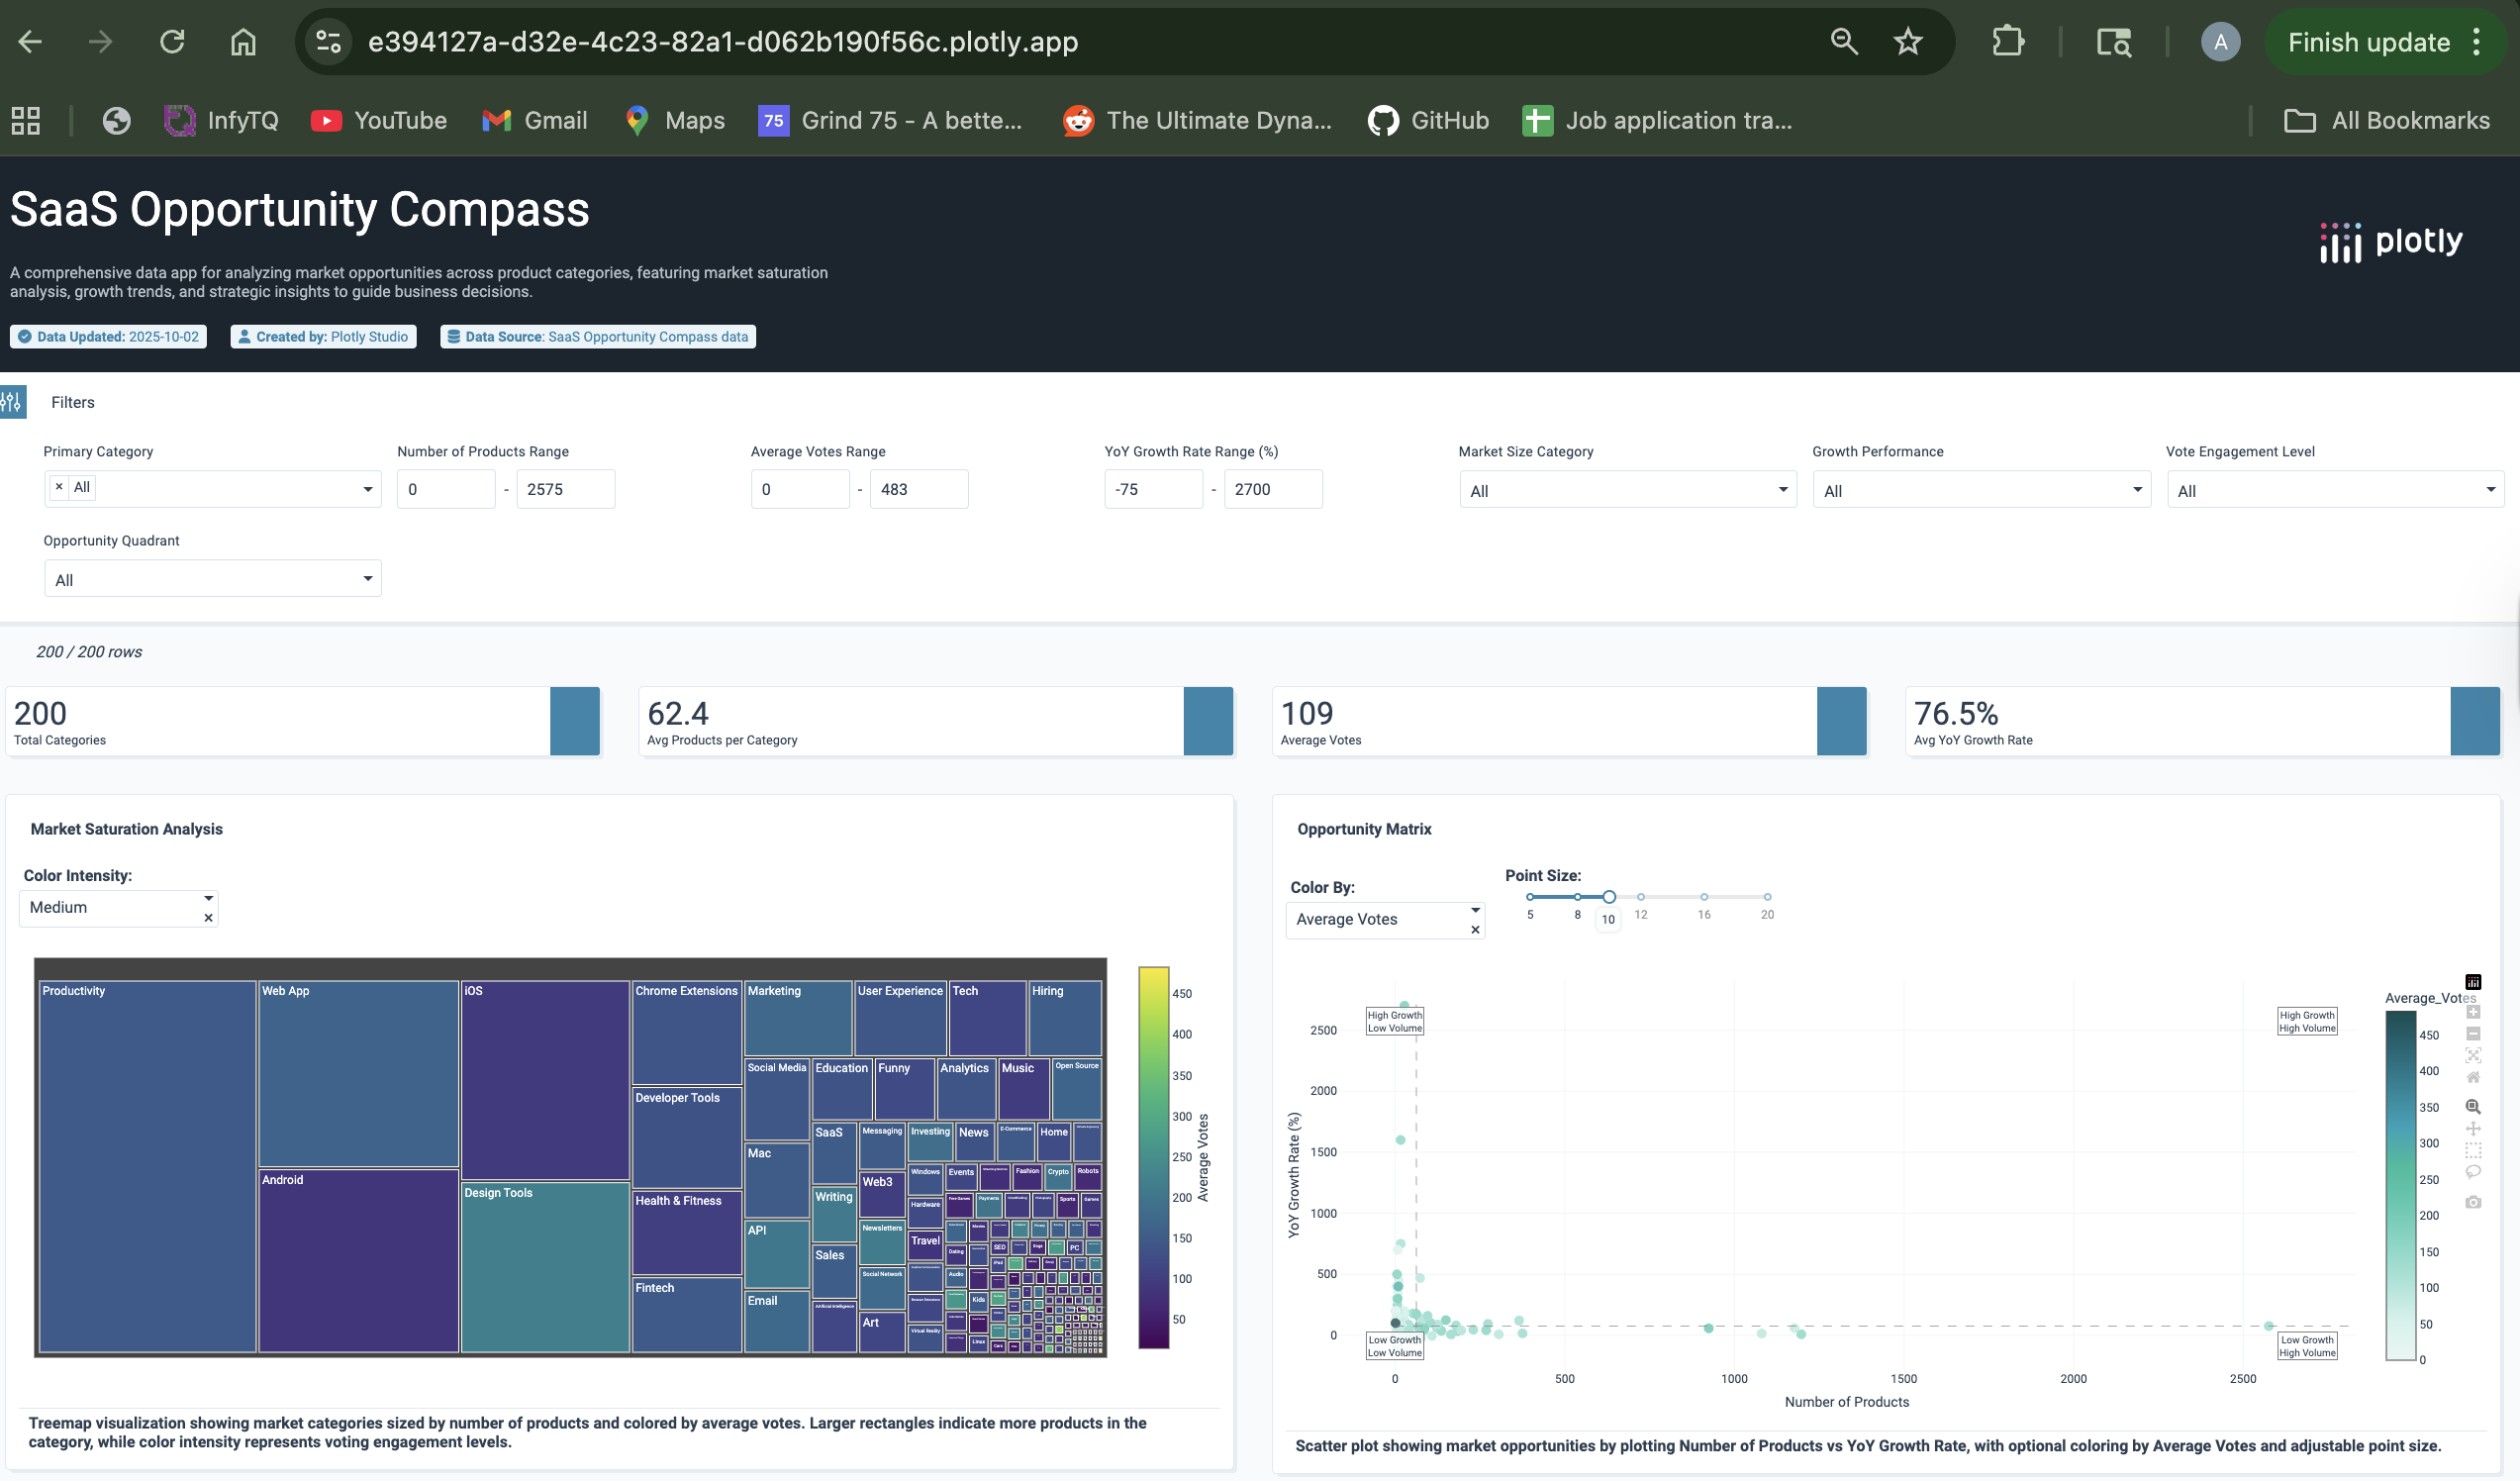 e394127a-d32e-4c23-82a1-d062b190f56c.plotly.app
A
Finish update
InfyTQ
YouTube
Gmail
Maps
75
Grind 75 - A bette...
The Ultimate Dyna...
GitHub
Job application tra...
All Bookmarks
SaaS Opportunity Compass
plotly
A comprehensive data app for analyzing market opportunities across product categories, featuring market saturation
analysis, growth trends, and strategic insights to guide business decisions.
Data Updated: 2025-10-02
Created by: Plotly Studio
Data Source: SaaS Opportunity Compass data
Filters
Primary Category
Number of Products Range
Average Votes Range
YoY Growth Rate Range (%)
Market Size Category
Growth Performance
Vote Engagement Level
× All
0 - 2575
0 - 483
-75 - 2700
All
All
All
Opportunity Quadrant
All
200 / 200 rows
200
Total Categories
62.4
Avg Products per Category
109
Average Votes
76.5%
Avg YoY Growth Rate
Market Saturation Analysis
Color Intensity:
Medium
×
Productivity
Web App
iOS
Chrome Extensions
Marketing
User Experience
Tech
Hiring
Android
Design Tools
Developer Tools
Health & Fitness
Fintech
Social Media
Mac
API
Email
Education
Funny
Analytics
Music
Open Source
SaaS
Messaging
Investing
News
E-Commerce
Home
Writing
Web3
Windows
Events
Fashion
Crypto
Robots
Hardware
Free Games
Payments
Sports
Games
Sales
Newsletters
Travel
SEO
PC
Dating
Social Network
Audio
iPad
Artificial Intelligence
Art
Kids
Virtual Reality
Linux
Cars
450
400
350
300
250
200
150
100
50
Average Votes
Treemap visualization showing market categories sized by number of products and colored by average votes. Larger rectangles indicate more products in the
category, while color intensity represents voting engagement levels.
Opportunity Matrix
Color By:
Average Votes
×
Point Size:
5 8 10 12 16 20
High Growth
Low Volume
High Growth
High Volume
Low Growth
Low Volume
Low Growth
High Volume
2500
2000
1500
1000
500
0
YoY Growth Rate (%)
0 500 1000 1500 2000 2500
Number of Products
Average_Votes
450
400
350
300
250
200
150
100
50
0
Scatter plot showing market opportunities by plotting Number of Products vs YoY Growth Rate, with optional coloring by Average Votes and adjustable point size.